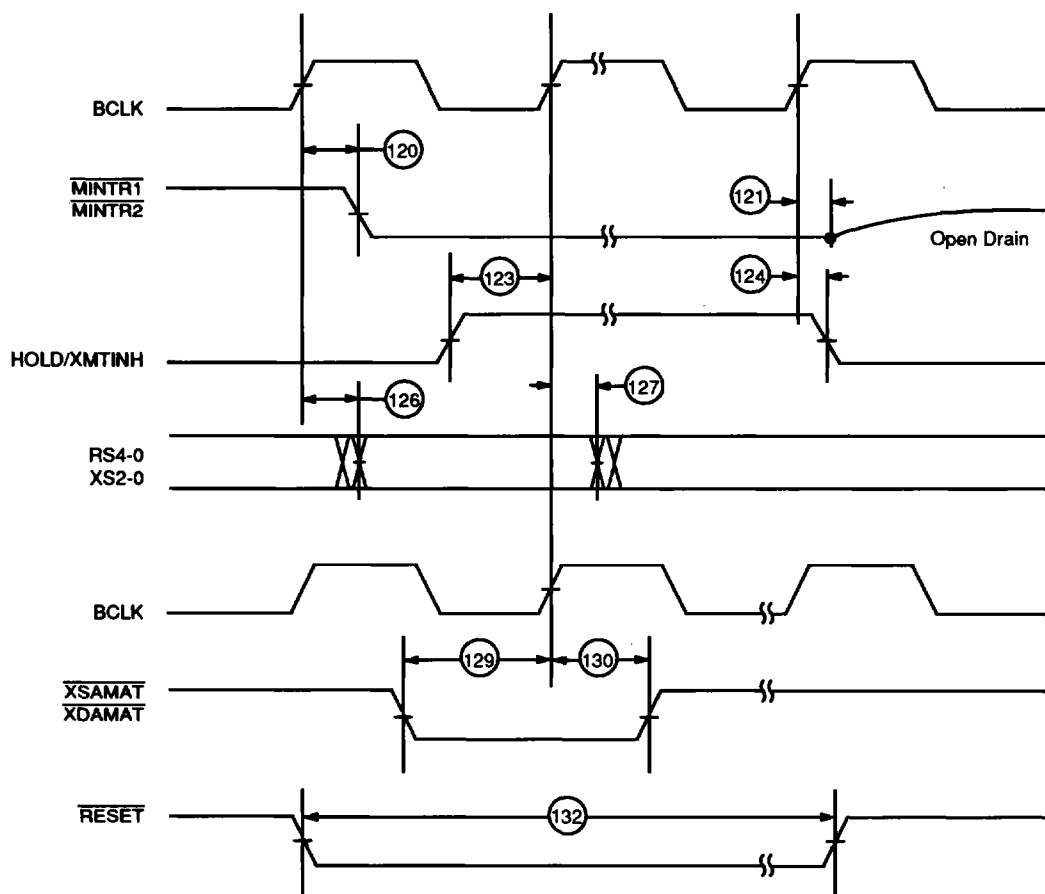 BCLK
120
MINTR1
MINTR2
121
Open Drain
123
124
HOLD/XMTINH
126
127
RS4-0
XS2-0
BCLK
129
130
XSAMAT
XDAMAT
RESET
132